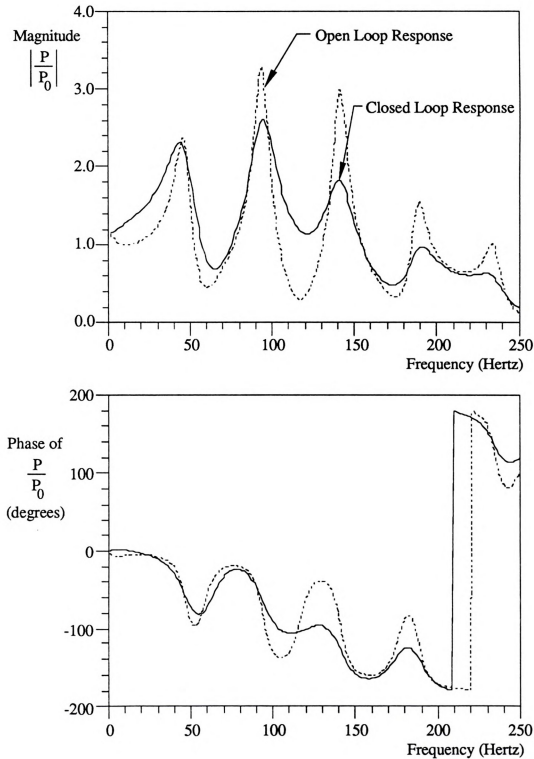 4.0
Magnitude
P
P0
Open Loop Response
3.0
Closed Loop Response
2.0
1.0
0.0
0 50 100 150 200 250
Frequency (Hertz)
200
Phase of
P
P0
(degrees)
100
0
-100
-200
0 50 100 150 200 250
Frequency (Hertz)